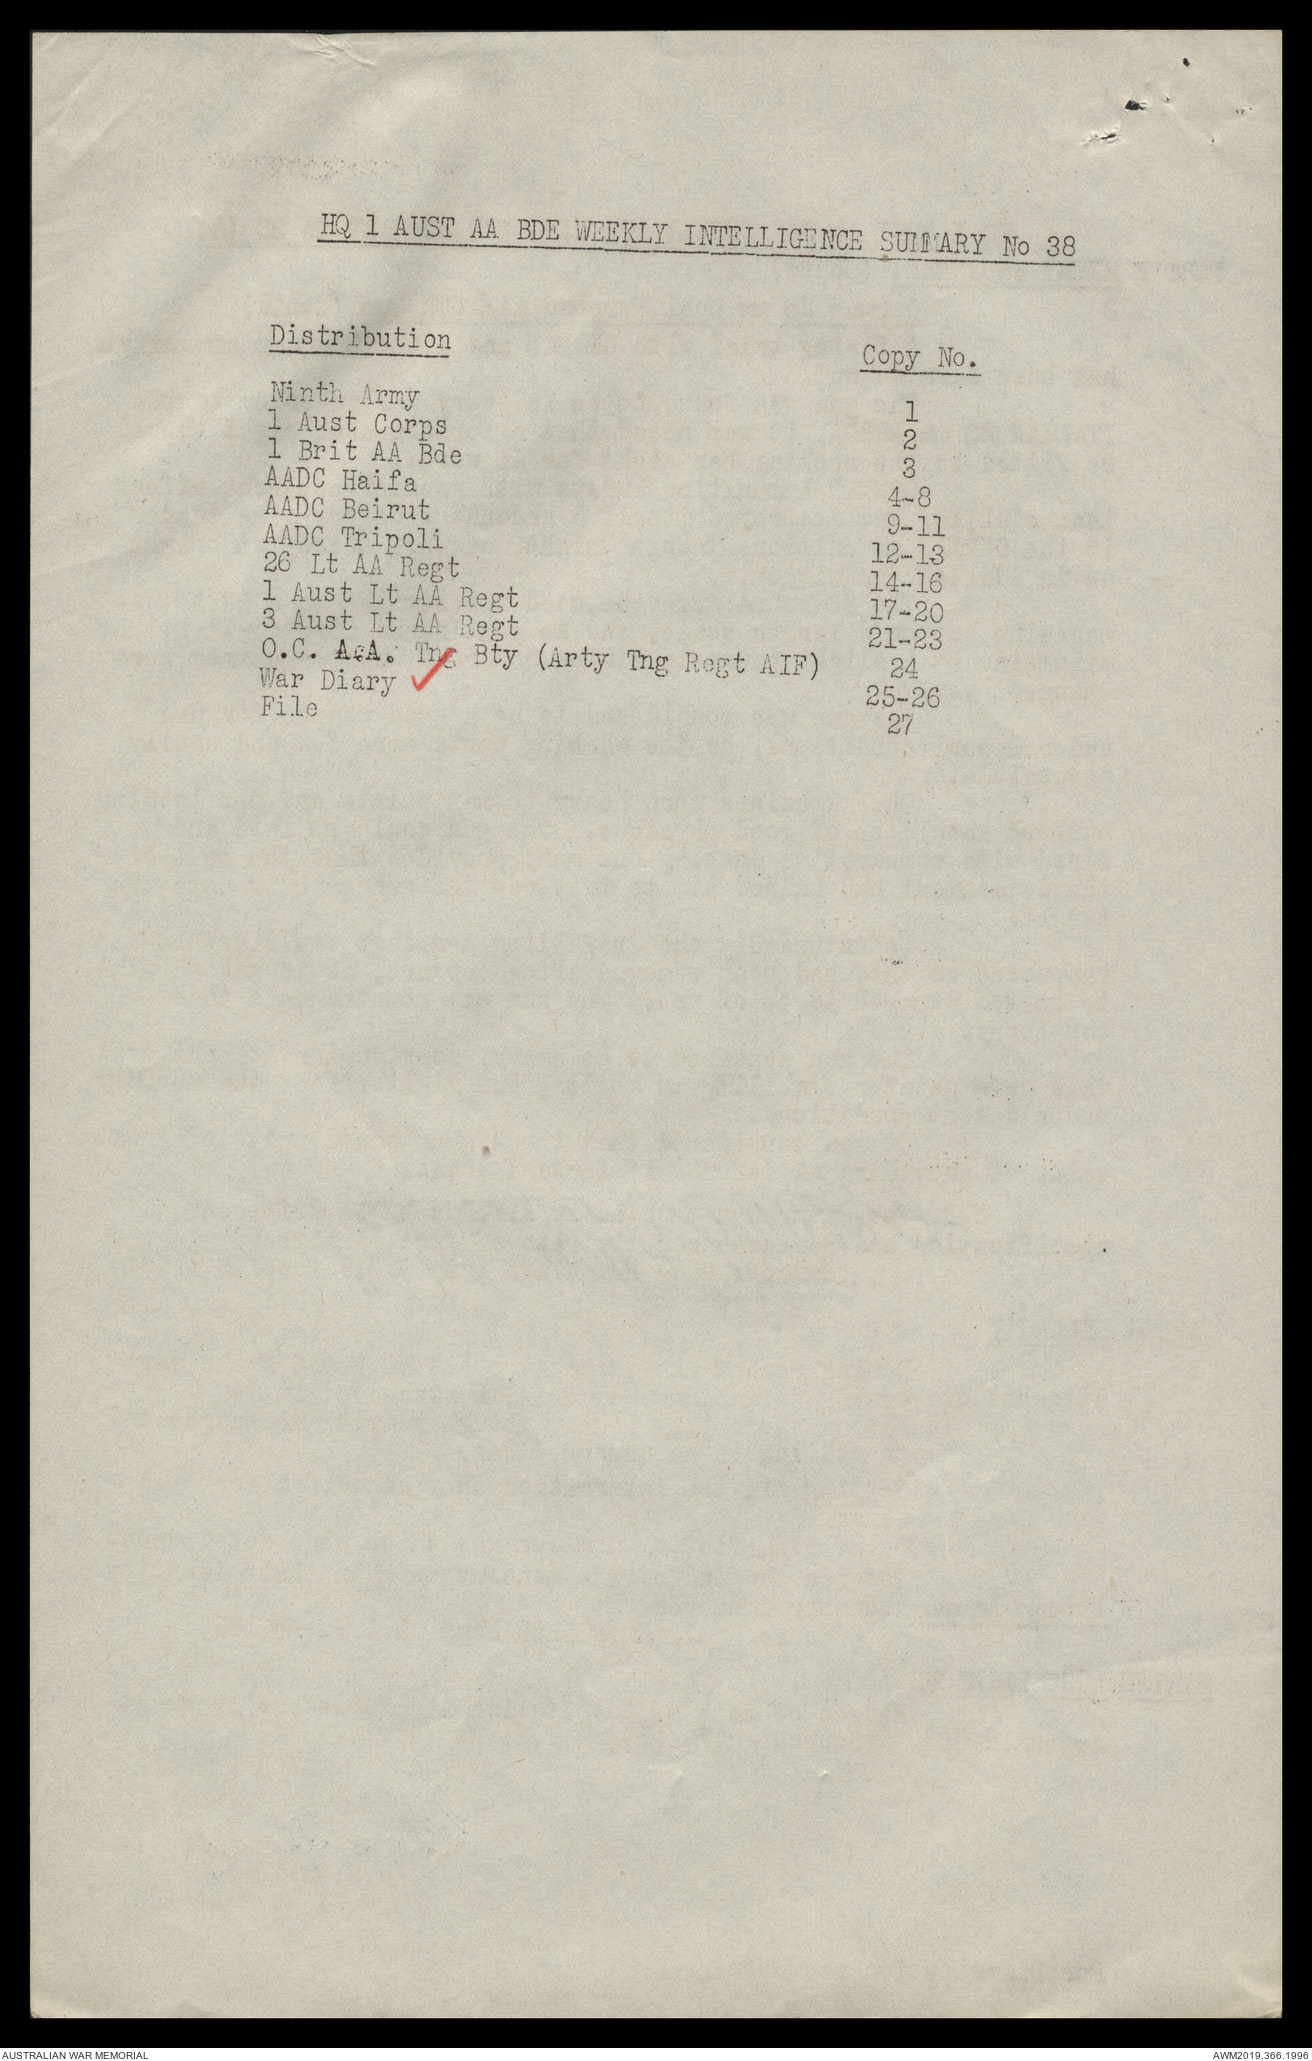 HQ 1 AUST AA BDE WEEKLY INTELLIGENCE SUMMARY No 38
Distribution Copy No.
Ninth Army 1
1 Aust Corps 2
1 Brit AA Bde 3
AADC Haifa 4-8
AADC Beirut 9-11
AADC Tripoli 12-13
26 Lt AA Regt 14-16
1 Aust Lt AA Regt 17-20
3 Aust Lt AA Regt 21-23
O.C. A.A. Tng Bty (Arty Tng Regt AIF) 24
War Diary ✓ 25-26
File 27
AUSTRALIAN WAR MEMORIAL AWM2019.366.1996